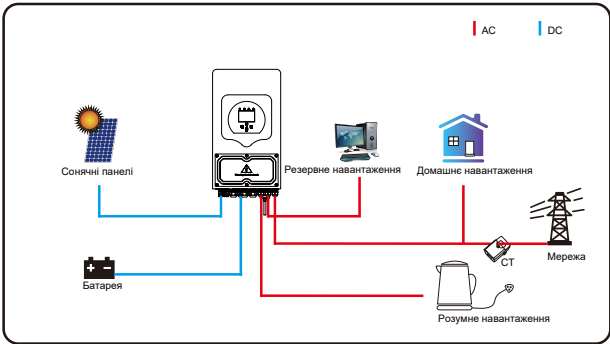 AC
DC
Сонячні панелі
Резервне навантаження
Домашнє навантаження
Мережа
CT
Батарея
Розумне навантаження